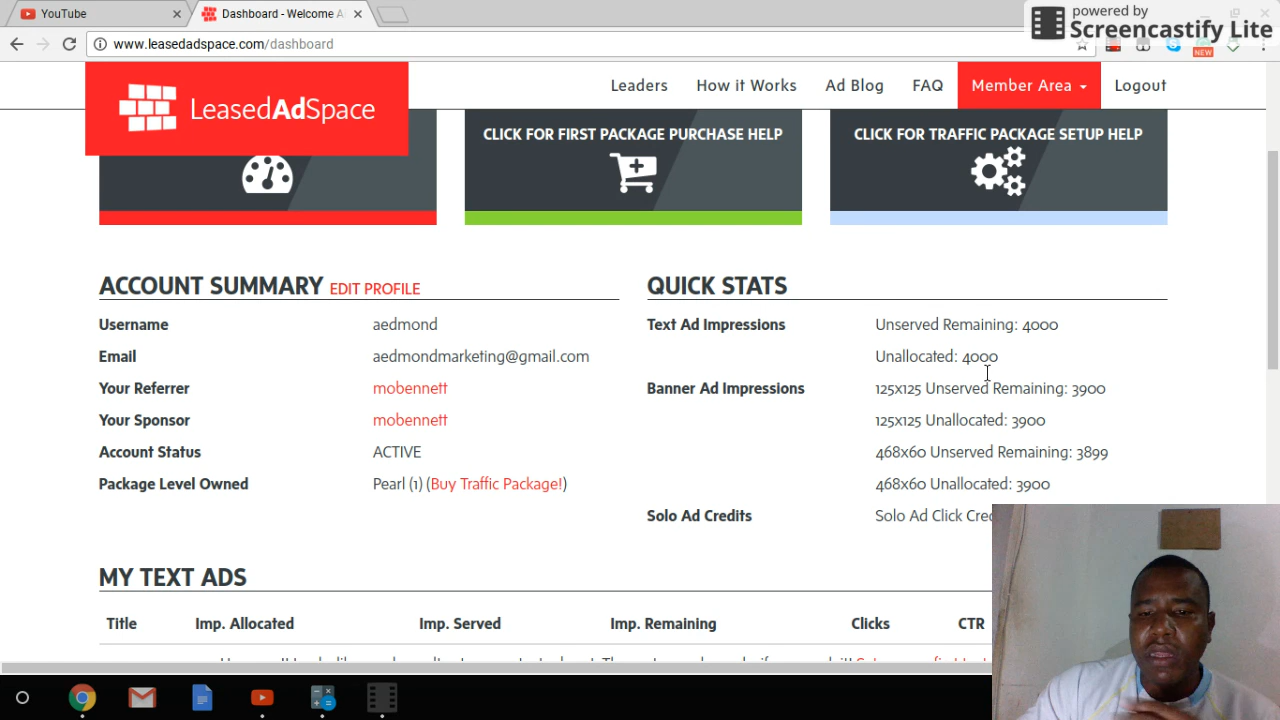 powered by
Screencastify Lite
YouTube
Dashboard - Welcome A
www.leasedadspace.com/dashboard
NEW
LeasedAdSpace
Leaders
How it Works
Ad Blog
FAQ
Member Area
Logout
CLICK FOR FIRST PACKAGE PURCHASE HELP
CLICK FOR TRAFFIC PACKAGE SETUP HELP
ACCOUNT SUMMARY EDIT PROFILE
Username aedmond
Email aedmondmarketing@gmail.com
Your Referrer mobennett
Your Sponsor mobennett
Account Status ACTIVE
Package Level Owned Pearl (1) (Buy Traffic Package!)
QUICK STATS
Text Ad Impressions Unserved Remaining: 4000
Unallocated: 4000
Banner Ad Impressions 125x125 Unserved Remaining: 3900
125x125 Unallocated: 3900
468x60 Unserved Remaining: 3899
468x60 Unallocated: 3900
Solo Ad Credits Solo Ad Click Cred
MY TEXT ADS
Title Imp. Allocated Imp. Served Imp. Remaining Clicks CTR